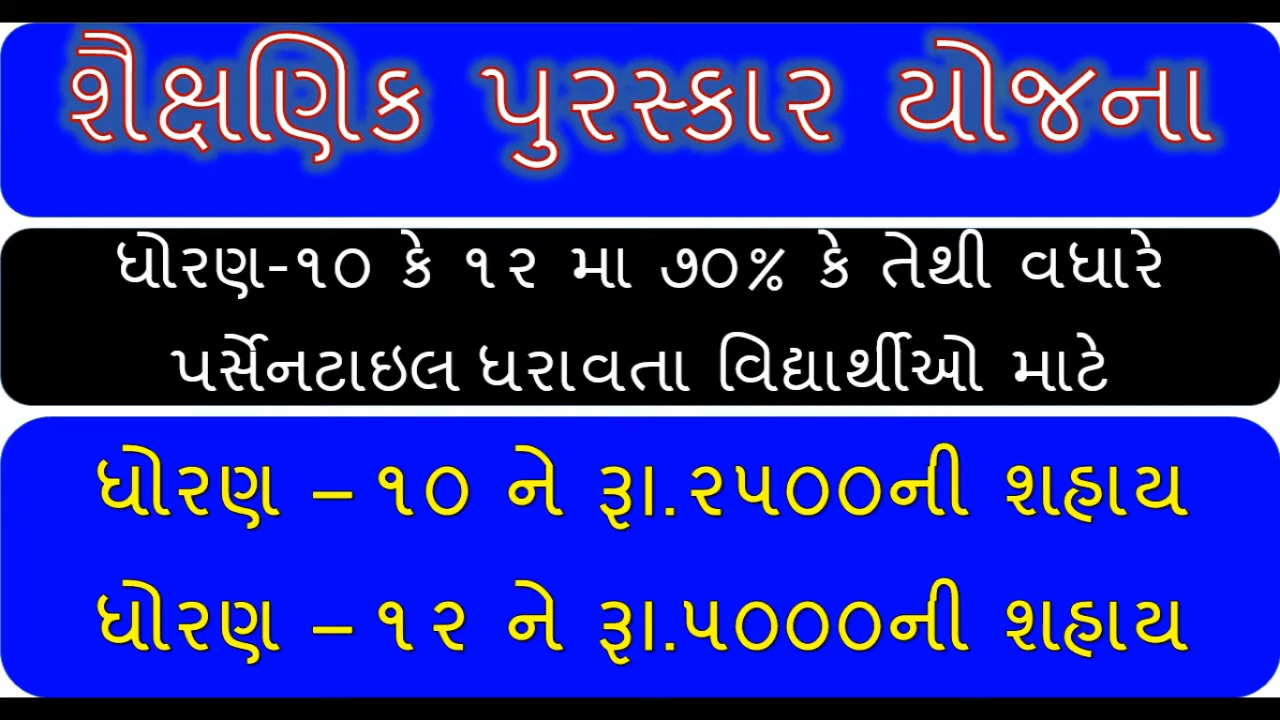 શૈક્ષણિક પુરસ્કાર યોજના
ધોરણ-૧૦ કે ૧૨ મા ૭૦% કે તેથી વધારે
પર્સેનટાઇલ ધરાવતા વિદ્યાર્થીઓ માટે
ધોરણ – ૧૦ ને રૂા.૨૫૦૦ની શહાય
ધોરણ – ૧૨ ને રૂા.૫૦૦૦ની શહાય